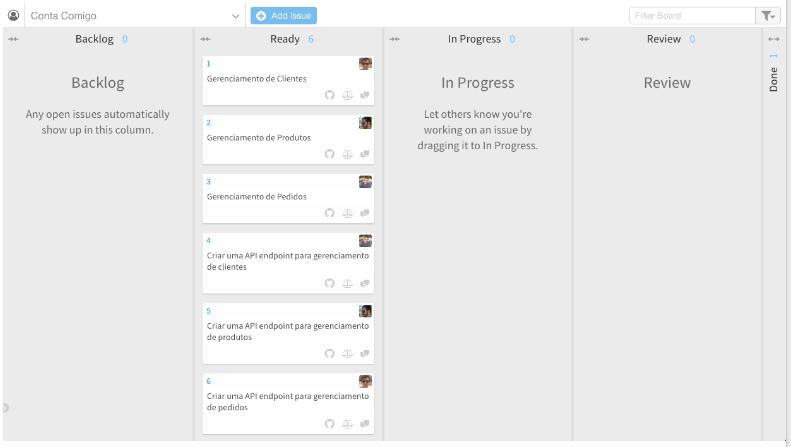 Conta Comigo
Add Issue
Filter Board
Backlog 0
Ready 6
In Progress 0
Review 0
Done 1
Backlog
Any open issues automatically
show up in this column.
1
Gerenciamento de Clientes
2
Gerenciamento de Produtos
3
Gerenciamento de Pedidos
4
Criar uma API endpoint para gerenciamento
de clientes
5
Criar uma API endpoint para gerenciamento
de produtos
6
Criar uma API endpoint para gerenciamento
de pedidos
In Progress
Let others know you're
working on an issue by
dragging it to In Progress.
Review